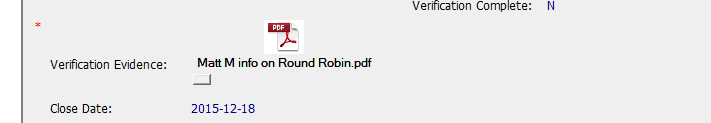 Verification Complete: N
*
PDF
Verification Evidence: Matt M info on Round Robin.pdf
Close Date: 2015-12-18